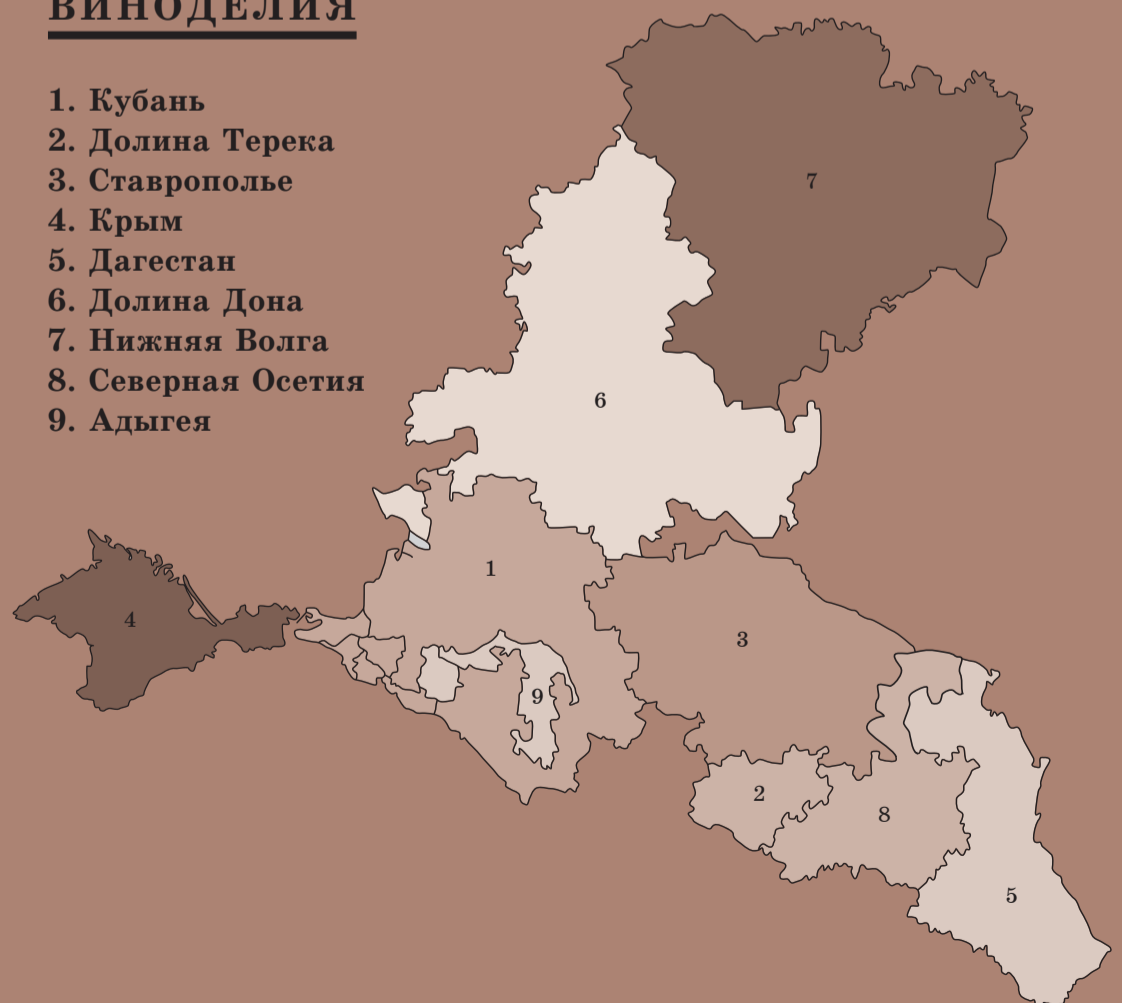 ВИНОДЕЛИЯ
1. Кубань
2. Долина Терека
3. Ставрополье
4. Крым
5. Дагестан
6. Долина Дона
7. Нижняя Волга
8. Северная Осетия
9. Адыгея
7
6
1
4
3
9
2
8
5